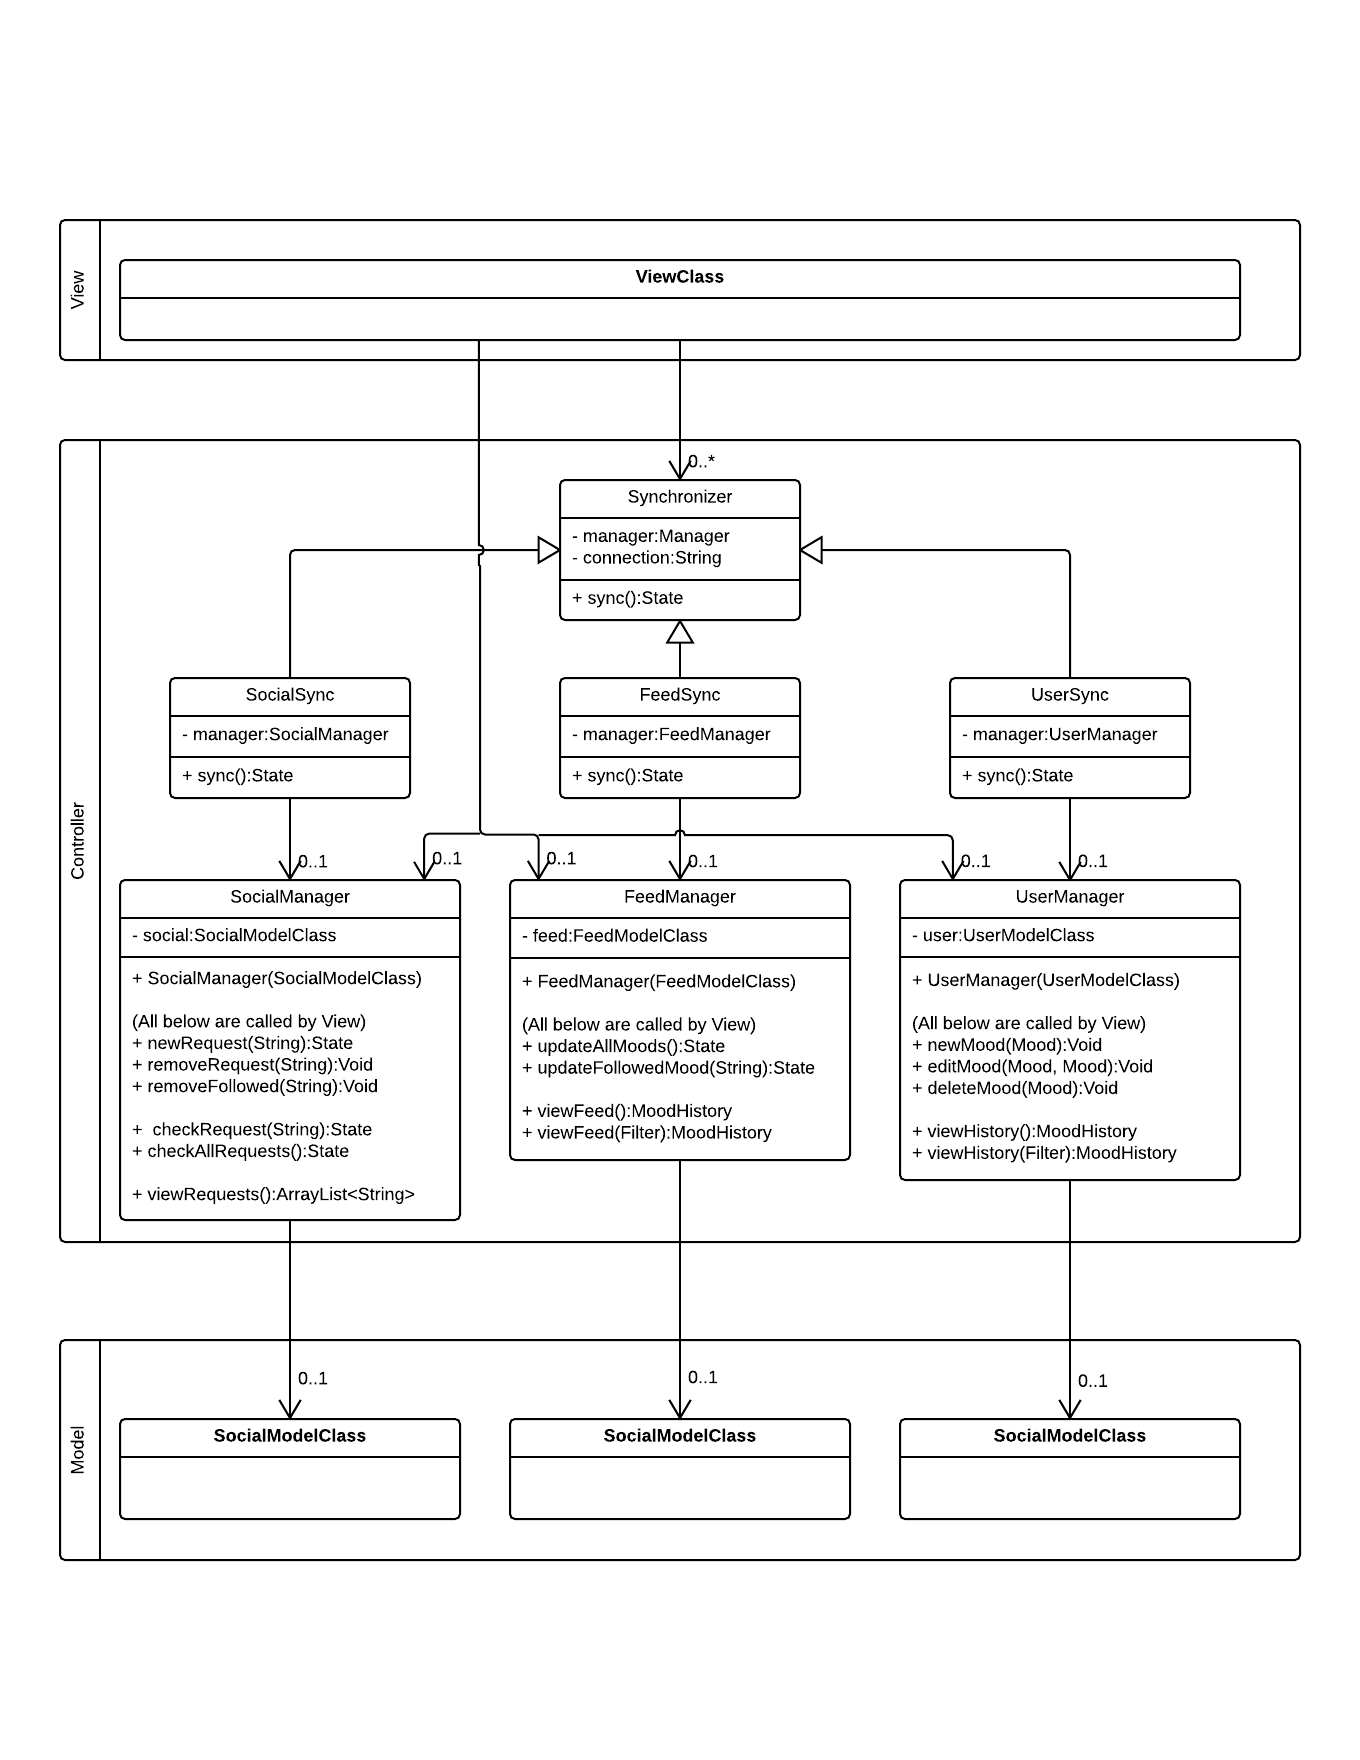 View
ViewClass
Controller
0..*
Synchronizer
- manager:Manager
- connection:String
+ sync():State
SocialSync
- manager:SocialManager
+ sync():State
FeedSync
- manager:FeedManager
+ sync():State
UserSync
- manager:UserManager
+ sync():State
0..1
0..1
0..1
0..1
0..1
0..1
SocialManager
- social:SocialModelClass
+ SocialManager(SocialModelClass)
(All below are called by View)
+ newRequest(String):State
+ removeRequest(String):Void
+ removeFollowed(String):Void
+  checkRequest(String):State
+ checkAllRequests():State
+ viewRequests():ArrayList<String>
FeedManager
- feed:FeedModelClass
+ FeedManager(FeedModelClass)
(All below are called by View)
+ updateAllMoods():State
+ updateFollowedMood(String):State
+ viewFeed():MoodHistory
+ viewFeed(Filter):MoodHistory
UserManager
- user:UserModelClass
+ UserManager(UserModelClass)
(All below are called by View)
+ newMood(Mood):Void
+ editMood(Mood, Mood):Void
+ deleteMood(Mood):Void
+ viewHistory():MoodHistory
+ viewHistory(Filter):MoodHistory
Model
0..1
0..1
0..1
SocialModelClass
SocialModelClass
SocialModelClass